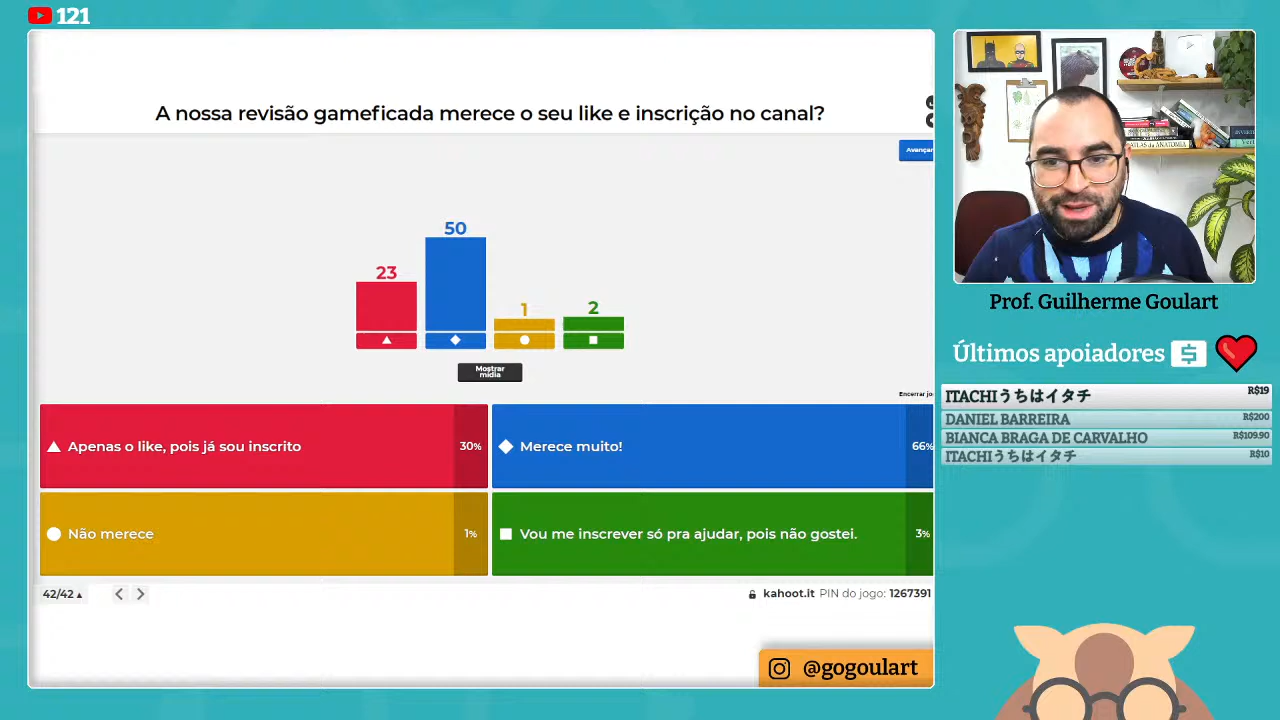 121
A nossa revisão gameficada merece o seu like e inscrição no canal?
Avançar
50
23
1
2
Mostrar
mídia
Encerrar jo
Apenas o like, pois já sou inscrito
30%
Merece muito!
66%
Não merece
1%
Vou me inscrever só pra ajudar, pois não gostei.
3%
42/42
kahoot.it PIN do jogo: 1267391
@gogoulart
ATLAS da ANATOMIA
Prof. Guilherme Goulart
Últimos apoiadores
ITACHIうちはイタチ R$19
DANIEL BARREIRA R$200
BIANCA BRAGA DE CARVALHO R$109.90
ITACHIうちはイタチ R$10